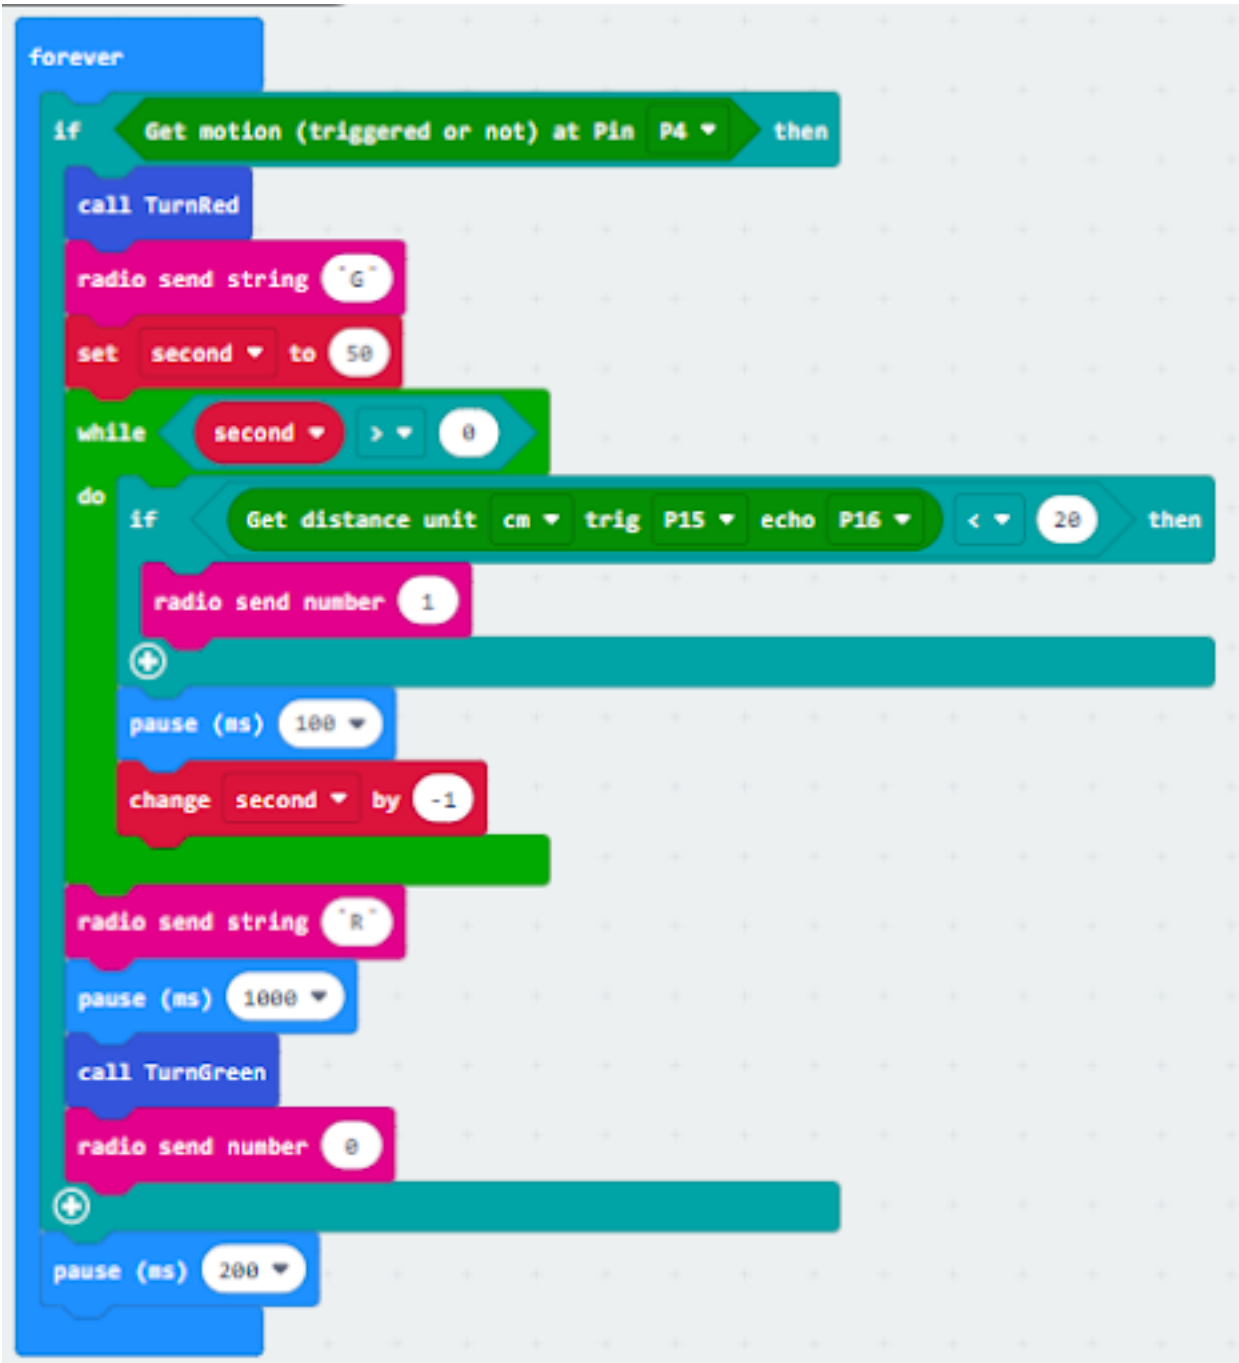 forever
if Get motion (triggered or not) at Pin P4 then
call TurnRed
radio send string "G"
set second to 50
while second > 0
do
if Get distance unit cm trig P15 echo P16 < 20 then
radio send number 1
pause (ms) 100
change second by -1
radio send string "R"
pause (ms) 1000
call TurnGreen
radio send number 0
pause (ms) 200